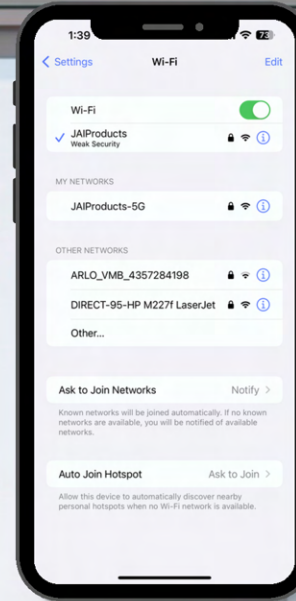 1:39
73
Settings
Wi-Fi
Edit
Wi-Fi
JAIProducts
Weak Security
MY NETWORKS
JAIProducts-5G
OTHER NETWORKS
ARLO_VMB_4357284198
DIRECT-95-HP M227f LaserJet
Other...
Ask to Join Networks
Notify
Known networks will be joined automatically. If no known
networks are available, you will be notified of available
networks.
Auto Join Hotspot
Ask to Join
Allow this device to automatically discover nearby
personal hotspots when no Wi-Fi network is available.